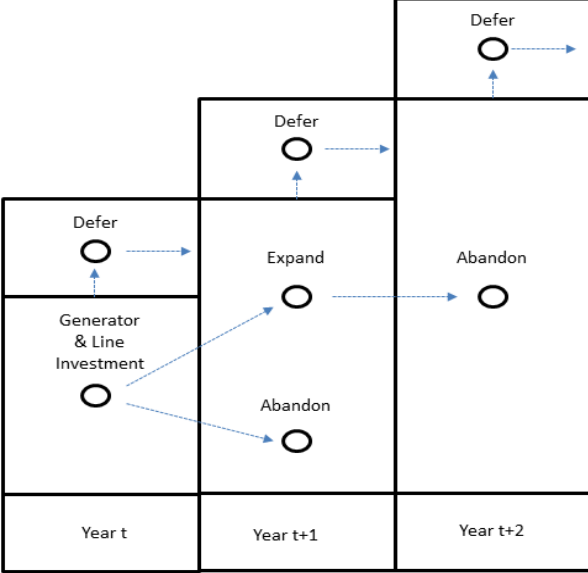 Defer
Defer
Defer
Expand
Abandon
Generator
& Line
Investment
Abandon
Year t
Year t+1
Year t+2